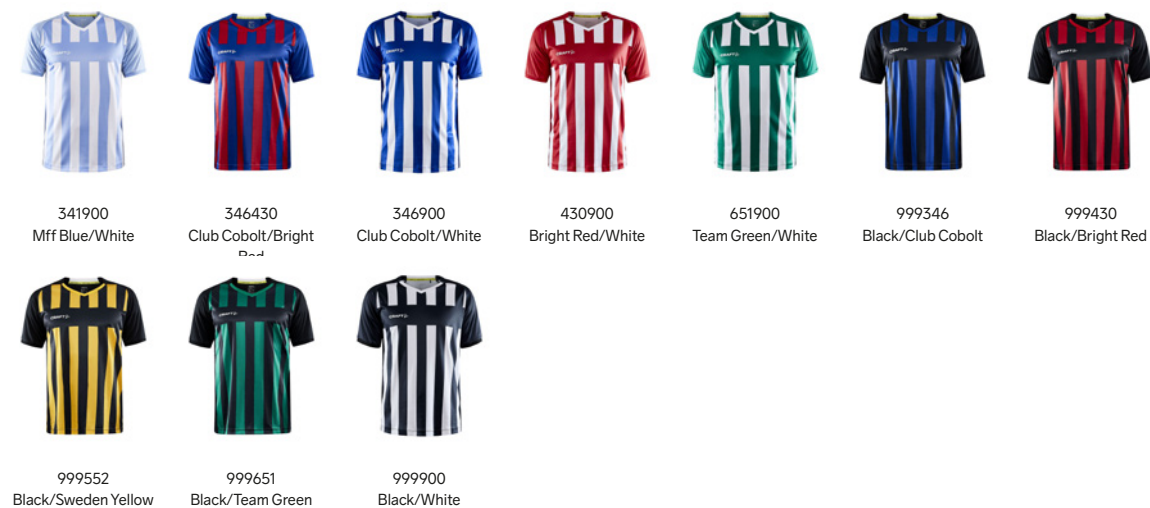 341900
346430
346900
430900
651900
999346
999430
Mff Blue/White
Club Cobolt/Bright
Club Cobolt/White
Bright Red/White
Team Green/White
Black/Club Cobolt
Black/Bright Red
Red
999552
999651
999900
Black/Sweden Yellow
Black/Team Green
Black/White